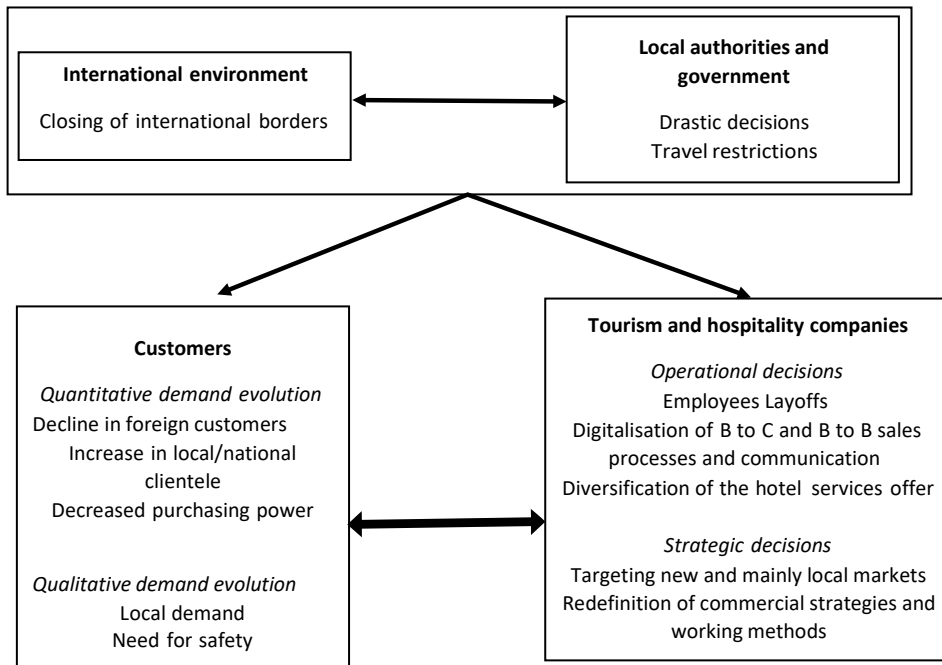 International environment
Closing of international borders
Local authorities and
government
Drastic decisions
Travel restrictions
Customers
Quantitative demand evolution
Decline in foreign customers
Increase in local/national
clientele
Decreased purchasing power
Qualitative demand evolution
Local demand
Need for safety
Tourism and hospitality companies
Operational decisions
Employees Layoffs
Digitalisation of B to C and B to B sales
processes and communication
Diversification of the hotel services offer
Strategic decisions
Targeting new and mainly local markets
Redefinition of commercial strategies and
working methods